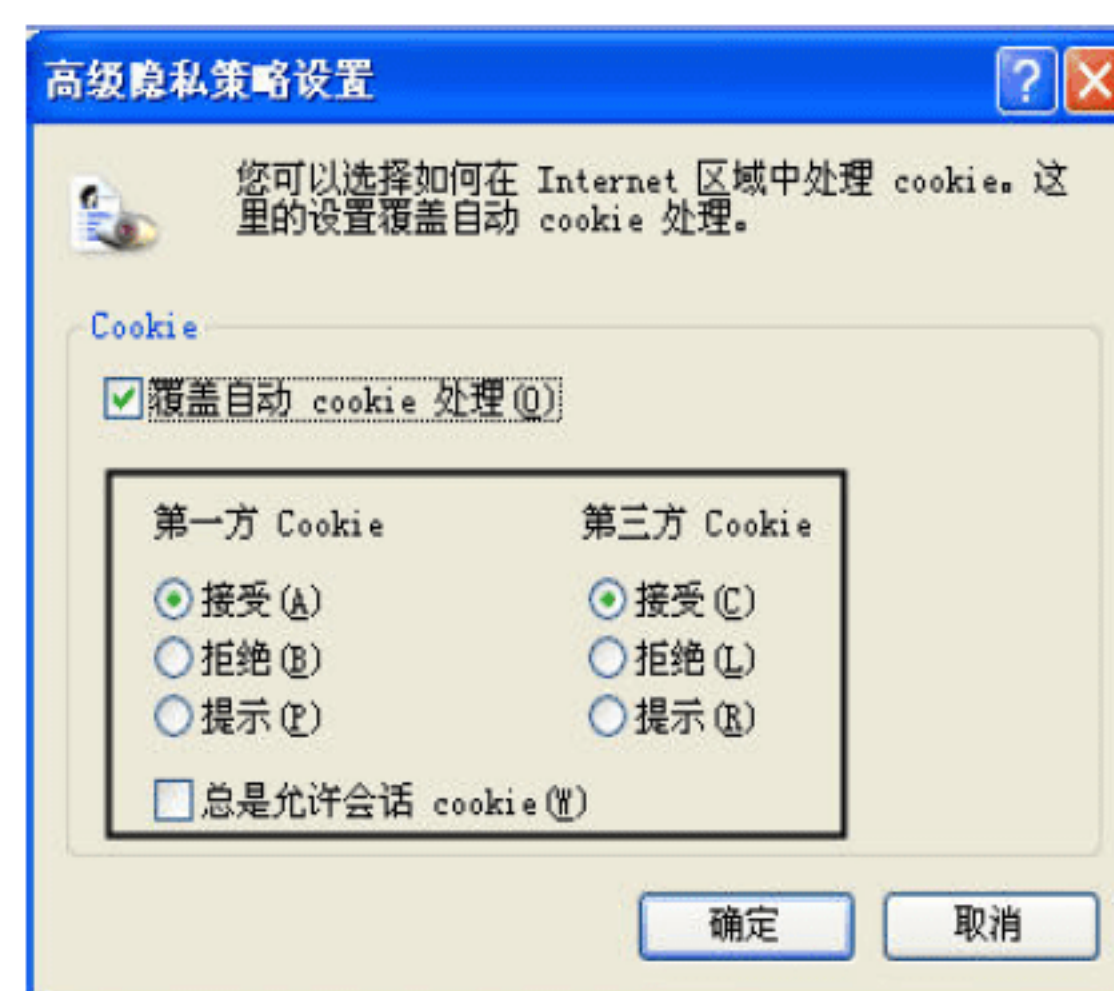 高级隐私策略设置
您可以选择如何在 Internet 区域中处理 cookie。这
里的设置覆盖自动 cookie 处理。
Cookie
覆盖自动 cookie 处理(O)
第一方 Cookie 第三方 Cookie
接受(A) 接受(C)
拒绝(B) 拒绝(L)
提示(P) 提示(R)
总是允许会话 cookie(W)
确定 取消